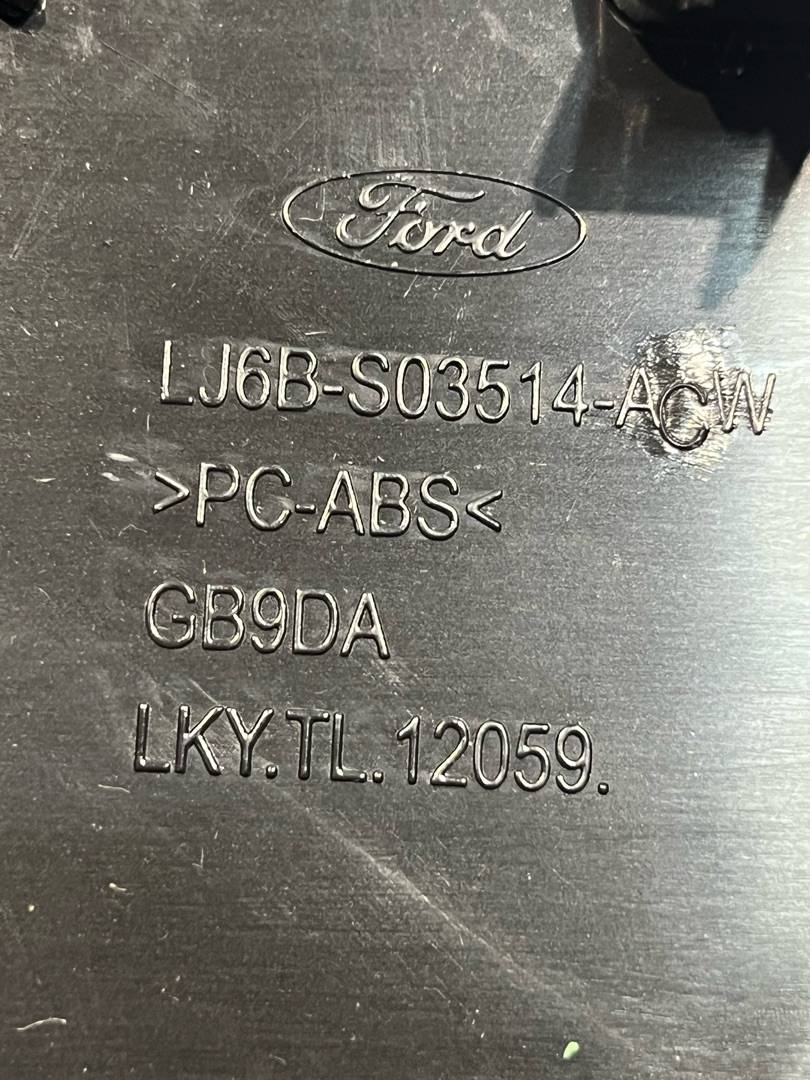 Ford
LJ6B-S03514-ACW
>PC-ABS<
GB9DA
LKY.TL.12059.